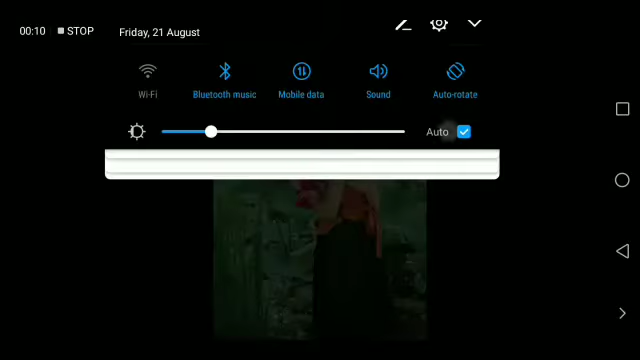 00:10 STOP Friday, 21 August
Wi-Fi Bluetooth music Mobile data Sound Auto-rotate
Auto